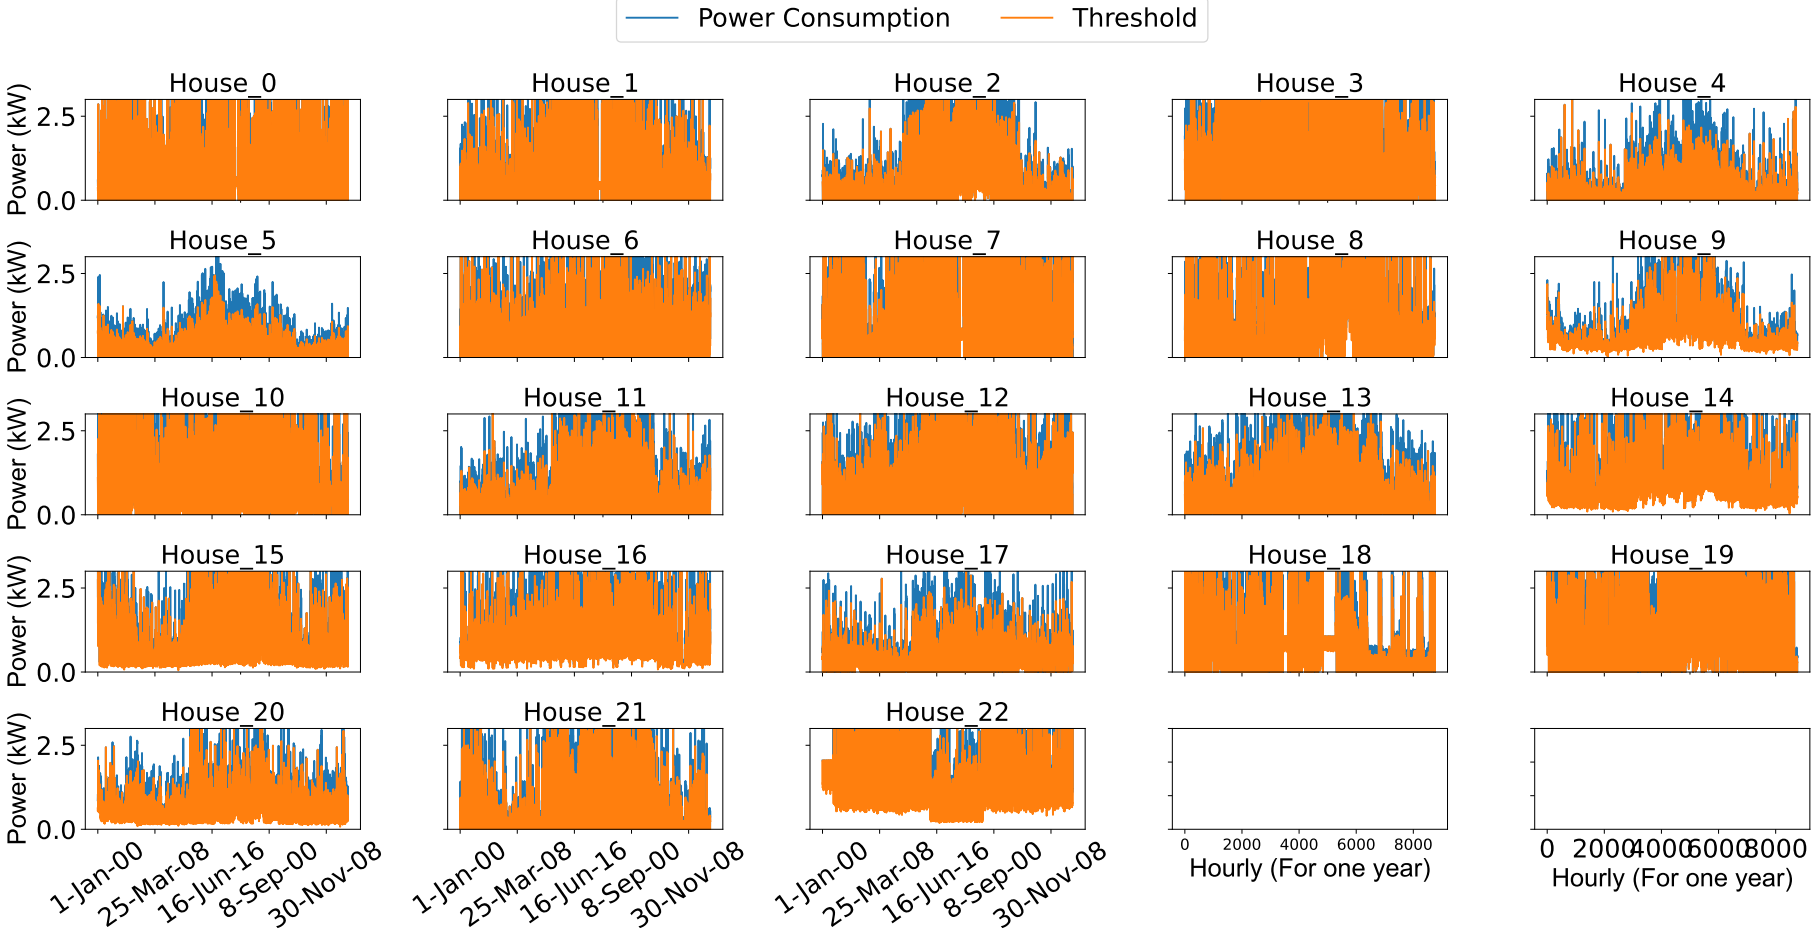 Power Consumption Threshold
House_0 House_1 House_2 House_3 House_4
Power (kW) 2.5 0.0
House_5 House_6 House_7 House_8 House_9
Power (kW) 2.5 0.0
House_10 House_11 House_12 House_13 House_14
Power (kW) 2.5 0.0
House_15 House_16 House_17 House_18 House_19
Power (kW) 2.5 0.0
House_20 House_21 House_22
Power (kW) 2.5 0.0
1-Jan-00 25-Mar-08 16-Jun-16 8-Sep-00 30-Nov-08 1-Jan-00 25-Mar-08 16-Jun-16 8-Sep-00 30-Nov-08 1-Jan-00 25-Mar-08 16-Jun-16 8-Sep-00 30-Nov-08 0 2000 4000 6000 8000 0 2000 4000 6000 8000
Hourly (For one year) Hourly (For one year)